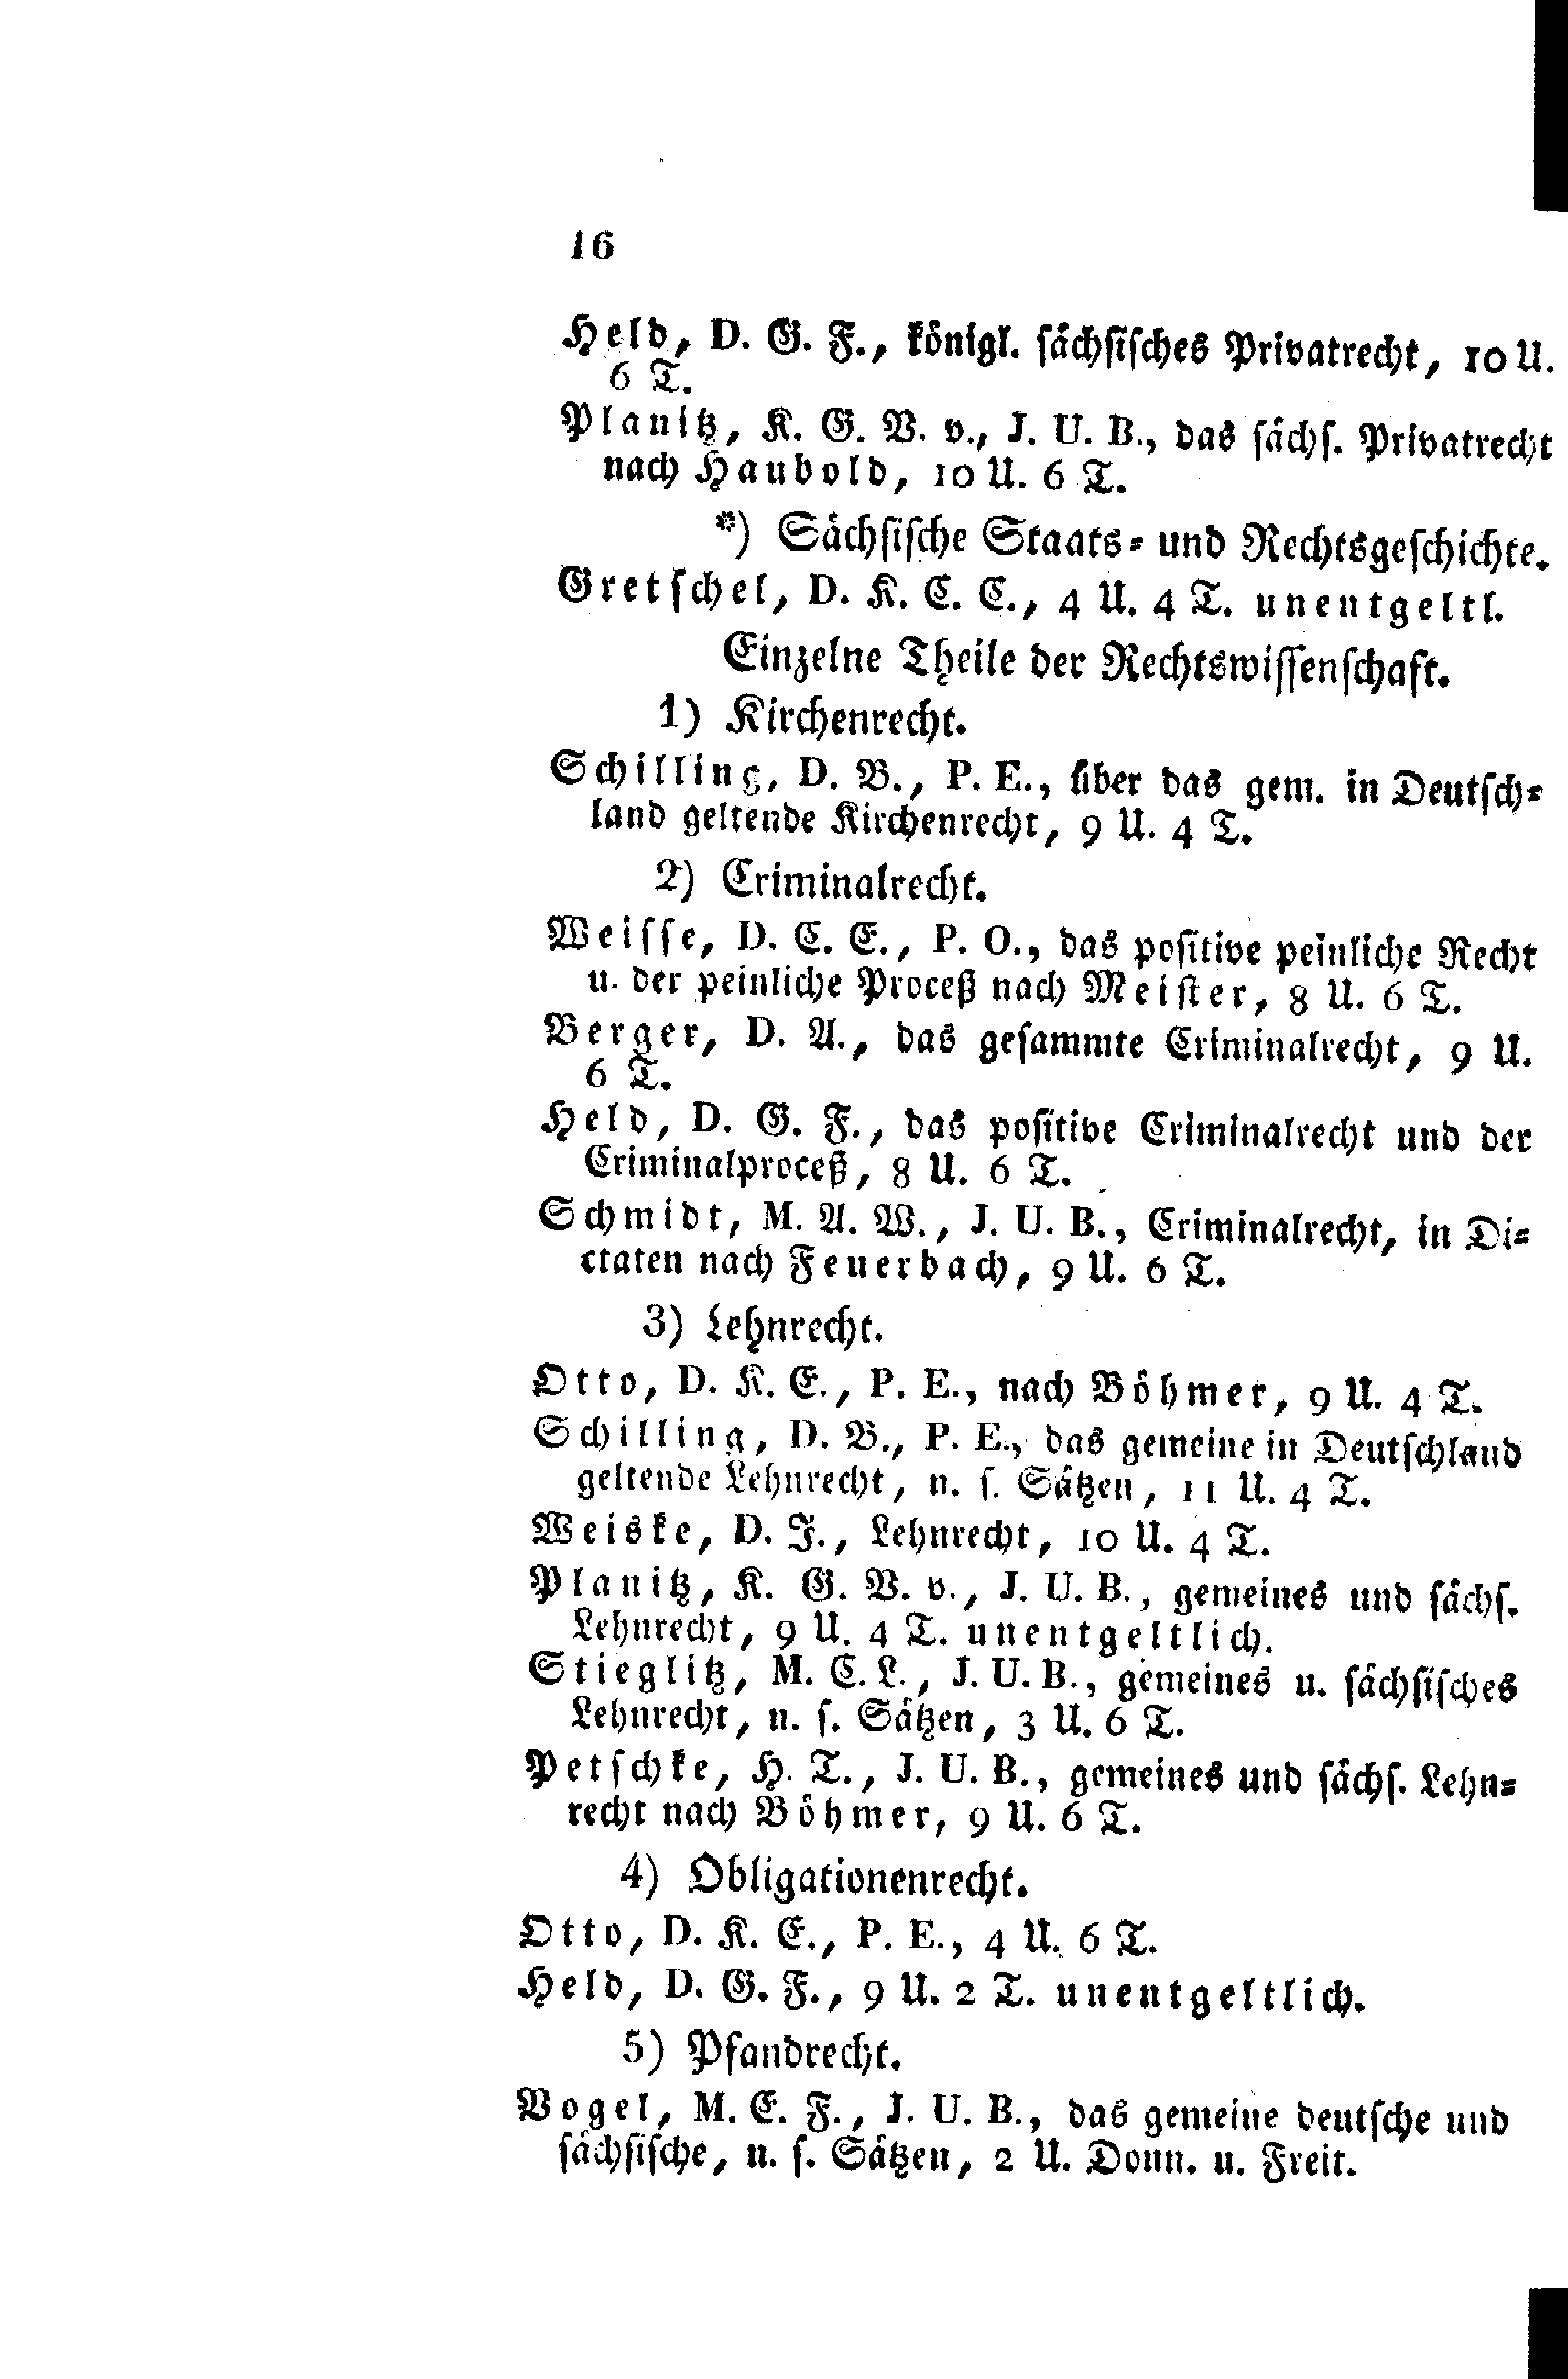 16
Held, D. G. F., königl. sächsisches Privatrecht, 10 U.
6 T.
Planitz, K. G. V. v., J. U. B., das sächs. Privatrecht
nach Haubold, 10 U. 6 T.
*) Sächsische Staats- und Rechtsgeschichte.
Gretschel, D. K. C. C., 4 U. 4 T. unentgeltl.
Einzelne Theile der Rechtswissenschaft.
1) Kirchenrecht.
Schilling, D. B., P. E., über das gem. in Deutsch-
land geltende Kirchenrecht, 9 U. 4 T.
2) Criminalrecht.
Weisse, D. C. E., P. O., das positive peinliche Recht
u. der peinliche Proceß nach Meister, 8 U. 6 T.
Berger, D. A., das gesammte Criminalrecht, 9 U.
6 T.
Held, D. G. F., das positive Criminalrecht und der
Criminalproceß, 8 U. 6 T.
Schmidt, M. A. W., J. U. B., Criminalrecht, in Di-
ctaten nach Feuerbach, 9 U. 6 T.
3) Lehnrecht.
Otto, D. K. E., P. E., nach Böhmer, 9 U. 4 T.
Schilling, D. B., P. E., das gemeine in Deutschland
geltende Lehnrecht, n. s. Sätzen, 11 U. 4 T.
Weiske, D. J., Lehnrecht, 10 U. 4 T.
Planitz, K. G. V. v., J. U. B., gemeines und sächs.
Lehnrecht, 9 U. 4 T. unentgeltlich.
Stieglitz, M. C. L., J. U. B., gemeines u. sächsisches
Lehnrecht, n. s. Sätzen, 3 U. 6 T.
Petschke, H. T., J. U. B., gemeines und sächs. Lehn-
recht nach Böhmer, 9 U. 6 T.
4) Obligationenrecht.
Otto, D. K. E., P. E., 4 U. 6 T.
Held, D. G. F., 9 U. 2 T. unentgeltlich.
5) Pfandrecht.
Vogel, M. E. F., J. U. B., das gemeine deutsche und
sächsische, n. s. Sätzen, 2 U. Donn. u. Freit.